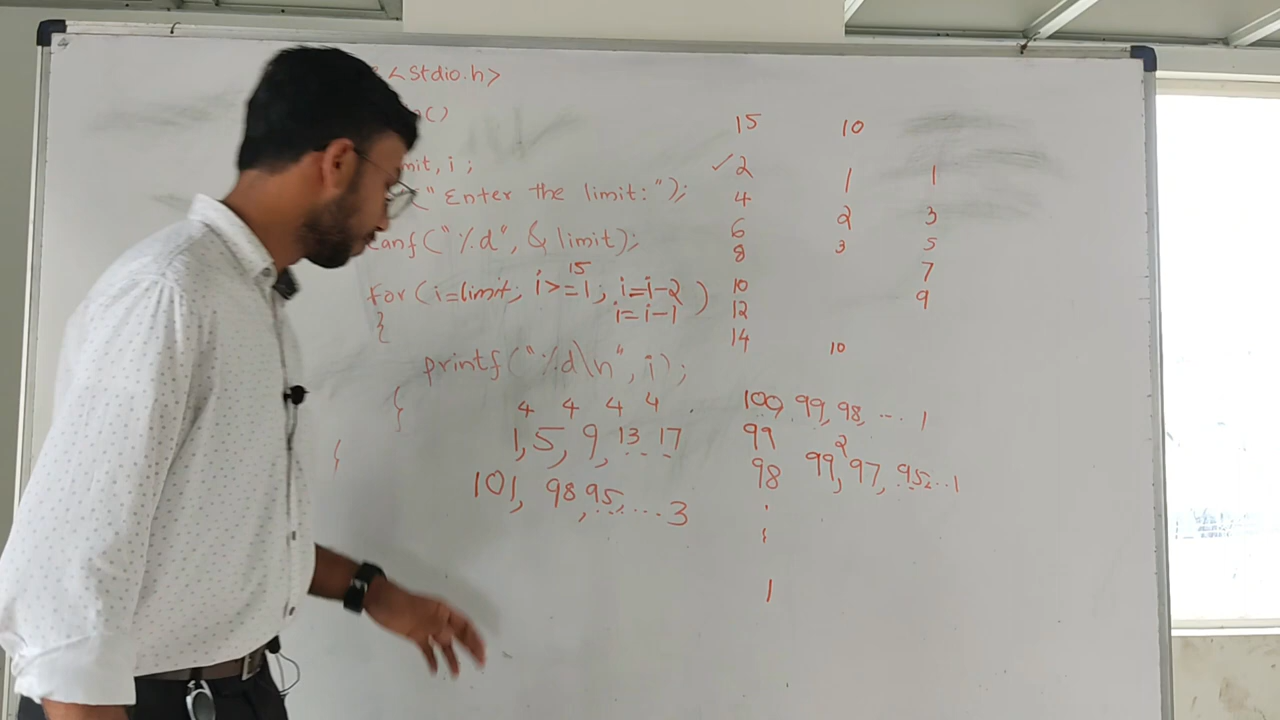 <stdio.h>
()
mit, i ;
("Enter the limit:");
canf("%d", & limit);
15
for(i=limit; i>=1; i=i-2 )
i=i-1
{
printf("%d\n", i);
}
}
4 4 4 4
1, 5, 9, 13 17
101, 98, 95, .... 3
15
✓2
4
6
8
10
12
14
10
1
2
3
10
1
3
5
7
9
100, 99, 98, .... 1
99
98
.
:
1
2
99, 97, 95, ... 1